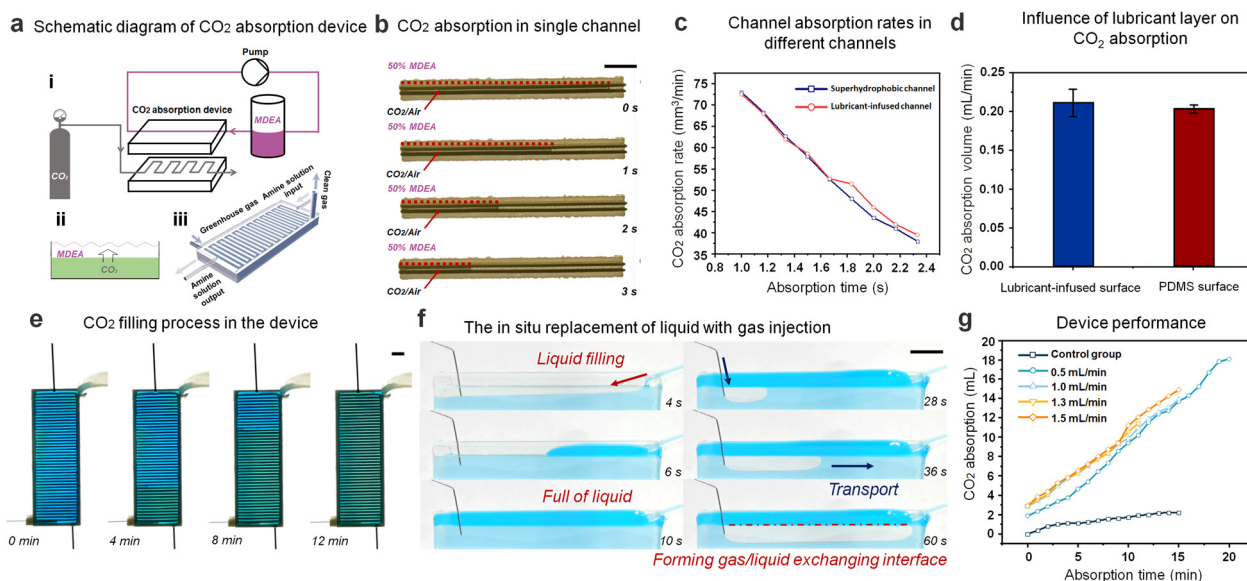 a Schematic diagram of CO₂ absorption device
i
Pump
CO₂ absorption device
MDEA
CO₂
ii
MDEA
CO₂
iii
Greenhouse gas
Amine solution
input
Clean gas
Amine
solution
output
b CO₂ absorption in single channel
50% MDEA
CO₂/Air
0 s
50% MDEA
CO₂/Air
1 s
50% MDEA
CO₂/Air
2 s
50% MDEA
CO₂/Air
3 s
c Channel absorption rates in
different channels
CO₂ absorption rate (mm³/min)
75
70
65
60
55
50
45
40
35
Superhydrophobic channel
Lubricant-infused channel
0.8 1.0 1.2 1.4 1.6 1.8 2.0 2.2 2.4
Absorption time (s)
d Influence of lubricant layer on
CO₂ absorption
CO₂ absorption volume (mL/min)
0.25
0.20
0.15
0.10
0.05
0.00
Lubricant-infused surface PDMS surface
e CO₂ filling process in the device
0 min 4 min 8 min 12 min
f The in situ replacement of liquid with gas injection
Liquid filling
4 s
6 s
Full of liquid
10 s
28 s
36 s
Transport
60 s
Forming gas/liquid exchanging interface
g Device performance
CO₂ absorption (mL)
20
18
16
14
12
10
8
6
4
2
0
Control group
0.5 mL/min
1.0 mL/min
1.3 mL/min
1.5 mL/min
0 5 10 15 20
Absorption time (min)